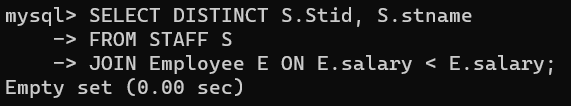 mysql> SELECT DISTINCT S.Stid, S.stname
    -> FROM STAFF S
    -> JOIN Employee E ON E.salary < E.salary;
Empty set (0.00 sec)